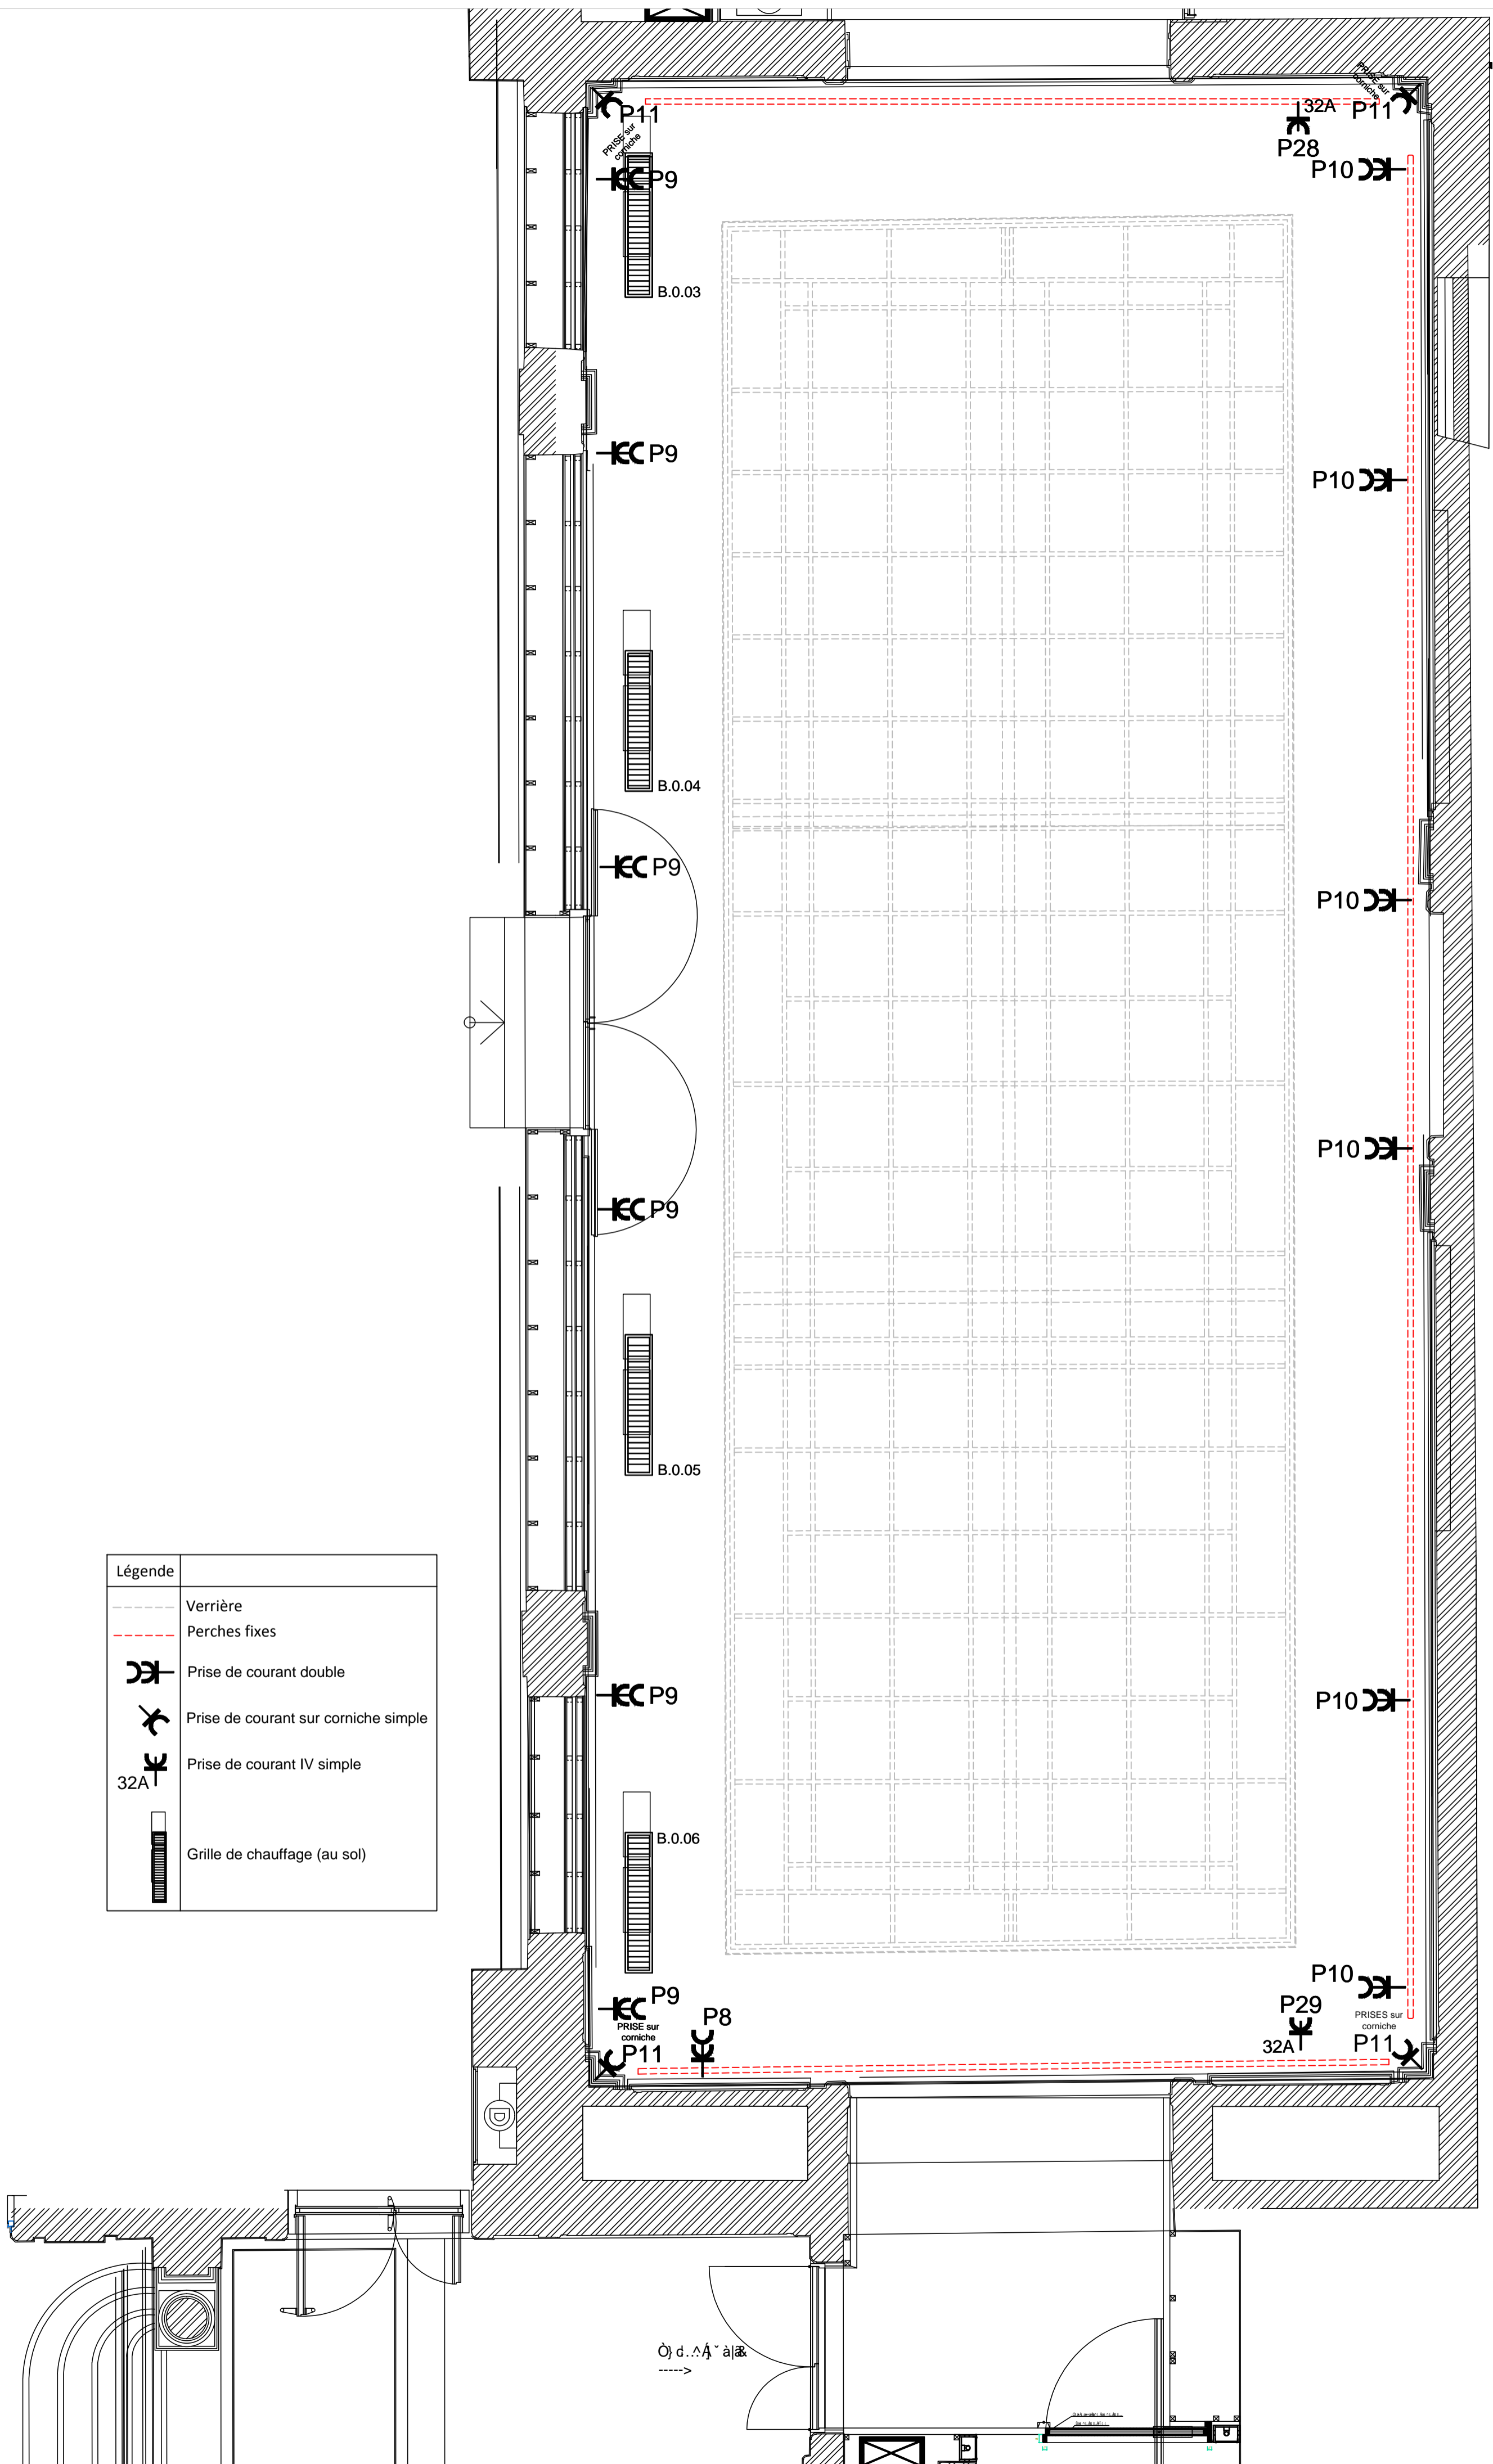 P11
PRISE sur
corniche
PRISE sur
corniche
32A
P11
P28
P9
P10
B.0.03
P9
P10
B.0.04
P9
P10
P10
P9
B.0.05
Légende
Verrière
Perches fixes
Prise de courant double
Prise de courant sur corniche simple
Prise de courant IV simple
32A
Grille de chauffage (au sol)
P9
P10
B.0.06
P10
P9
PRISE sur
corniche
P11
P8
P29
32A
PRISES sur
corniche
P11
D
----->